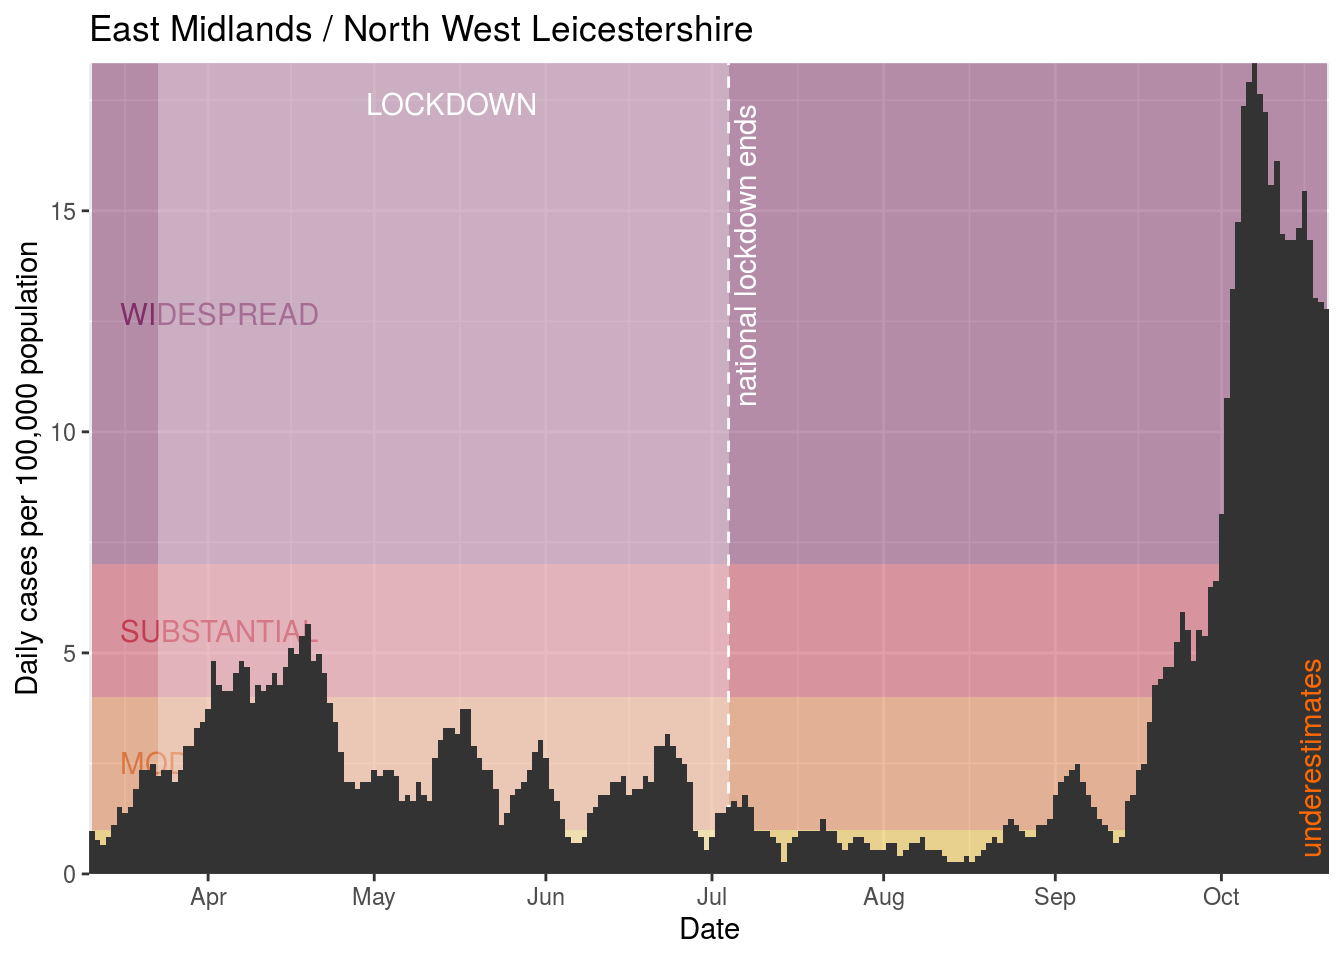 East Midlands / North West Leicestershire
LOCKDOWN
national lockdown ends
WIDESPREAD
SUBSTANTIAL
MOD
underestimates
Daily cases per 100,000 population
15
10
5
0
Apr
May
Jun
Jul
Aug
Sep
Oct
Date